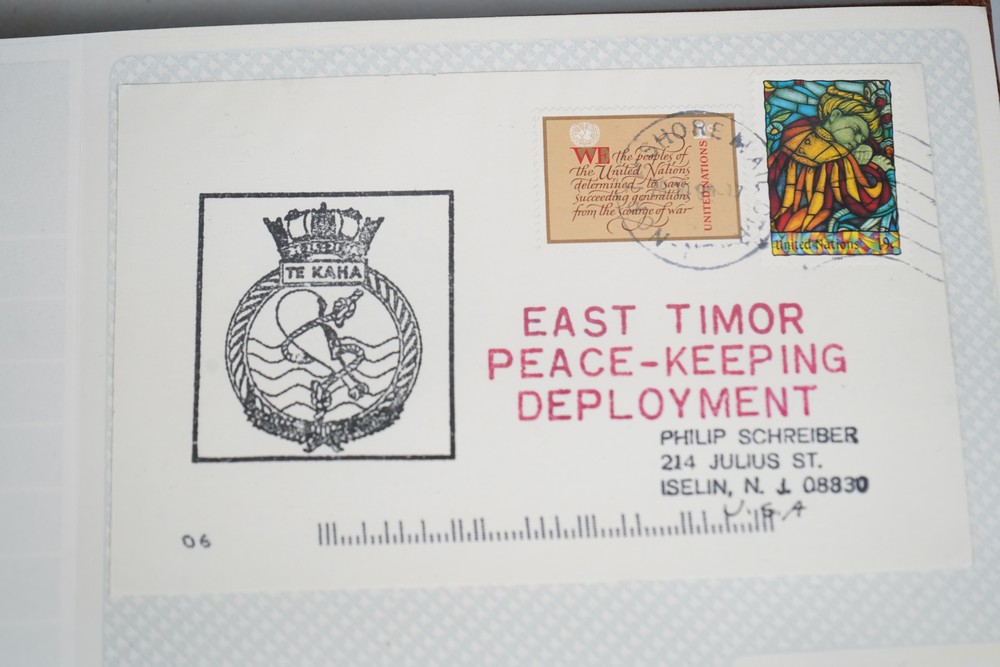 WE the peoples of
the United Nations
determined to save
succeeding generations
from the scourge of war
UNITED NATIONS
United Nations 19c
TE KAHA
EAST TIMOR
PEACE-KEEPING
DEPLOYMENT
PHILIP SCHREIBER
214 JULIUS ST.
ISELIN, N. J. 08830
U.S.A
06